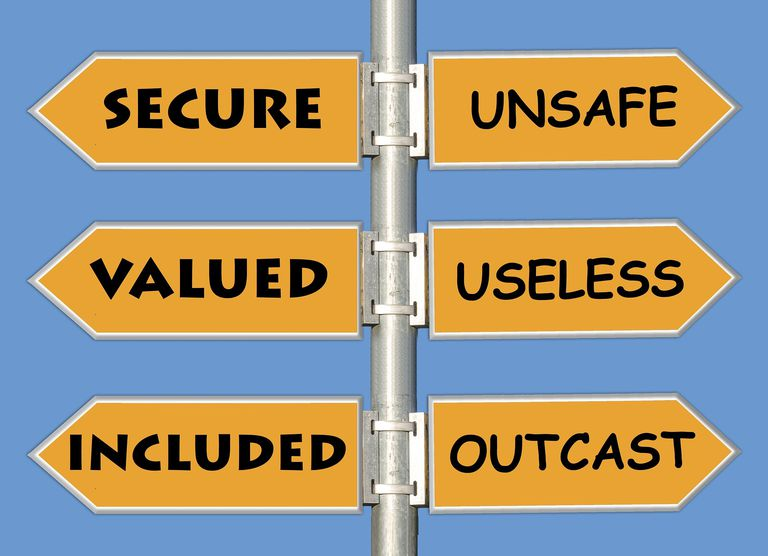 SECURE
UNSAFE
VALUED
USELESS
INCLUDED
OUTCAST